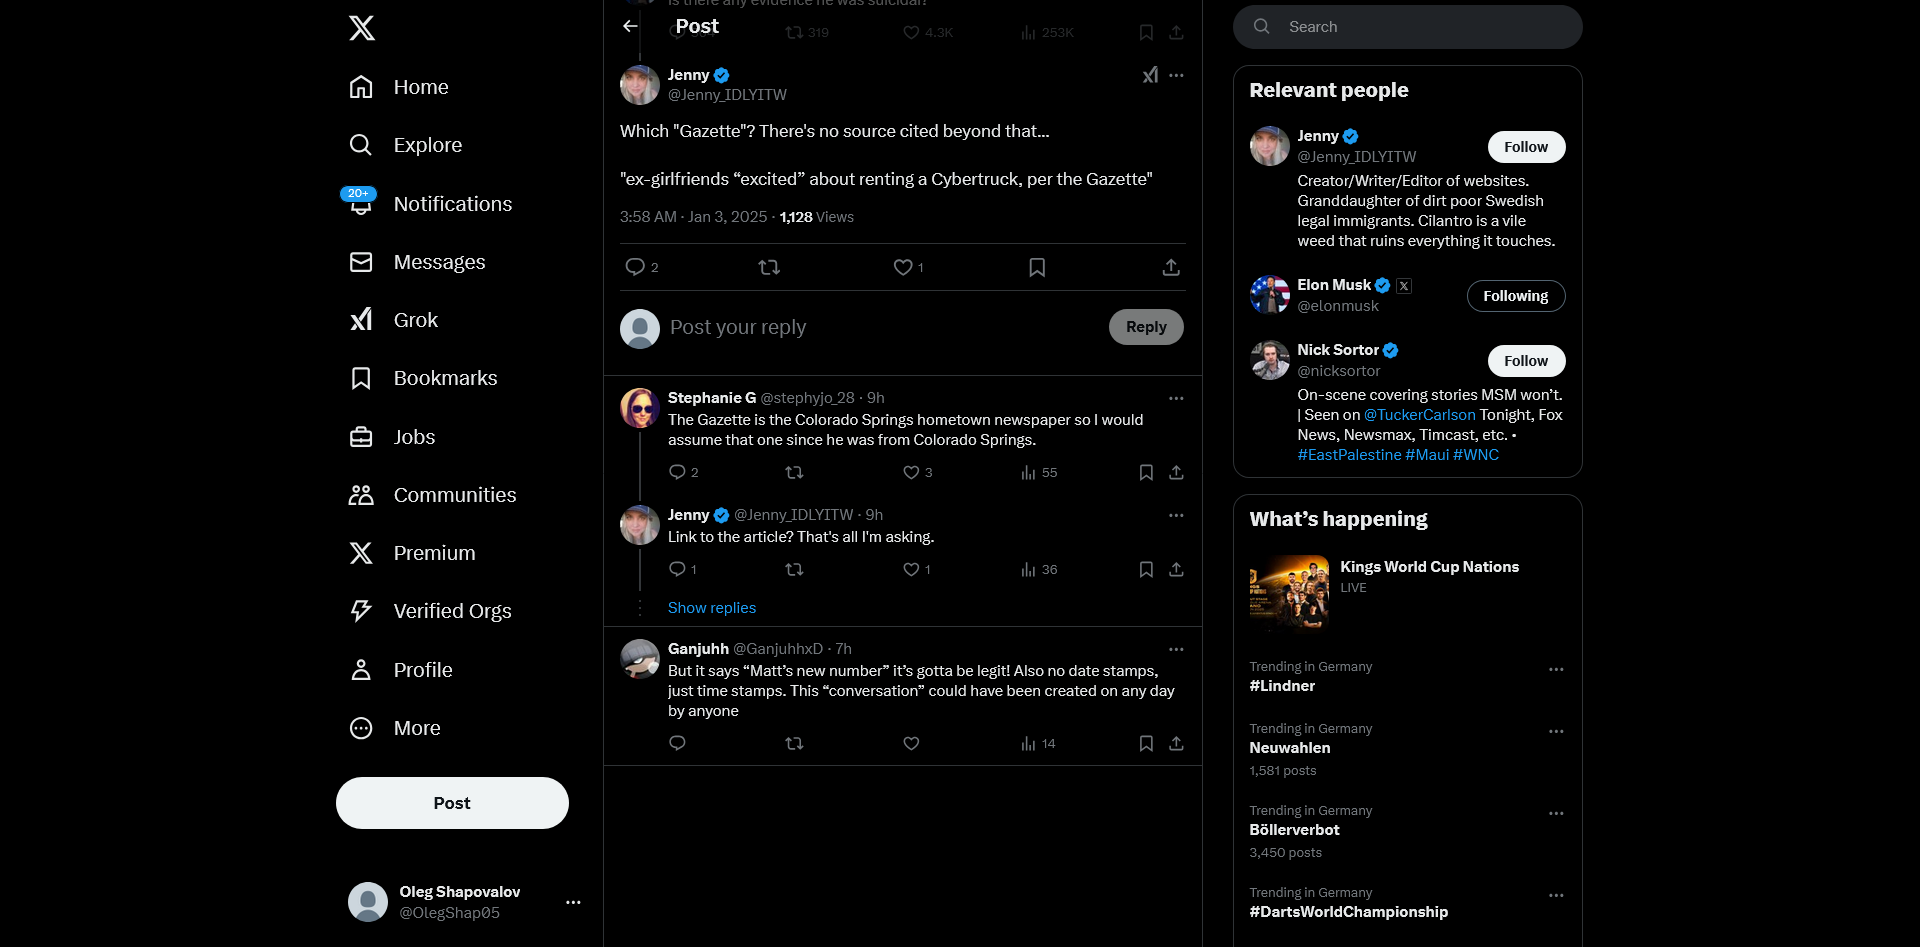 Home
Explore
20+
Notifications
Messages
Grok
Bookmarks
Jobs
Communities
Premium
Verified Orgs
Profile
More
Post
Oleg Shapovalov
@OlegShap05
Is there any evidence he was suicidal?
Post
319
4.3K
253K
Jenny
@Jenny_IDLYITW
Which "Gazette"? There's no source cited beyond that...
"ex-girlfriends “excited” about renting a Cybertruck, per the Gazette"
3:58 AM · Jan 3, 2025 · 1,128 Views
2
1
Post your reply
Reply
Stephanie G @stephyjo_28 · 9h
The Gazette is the Colorado Springs hometown newspaper so I would
assume that one since he was from Colorado Springs.
2
3
55
Jenny @Jenny_IDLYITW · 9h
Link to the article? That's all I'm asking.
1
1
36
Show replies
Ganjuhh @GanjuhhxD · 7h
But it says “Matt’s new number” it’s gotta be legit! Also no date stamps,
just time stamps. This “conversation” could have been created on any day
by anyone
14
Search
Relevant people
Jenny
@Jenny_IDLYITW
Follow
Creator/Writer/Editor of websites.
Granddaughter of dirt poor Swedish
legal immigrants. Cilantro is a vile
weed that ruins everything it touches.
Elon Musk
@elonmusk
Following
Nick Sortor
@nicksortor
Follow
On-scene covering stories MSM won’t.
| Seen on @TuckerCarlson Tonight, Fox
News, Newsmax, Timcast, etc. •
#EastPalestine #Maui #WNC
What’s happening
Kings World Cup Nations
LIVE
Trending in Germany
#Lindner
Trending in Germany
Neuwahlen
1,581 posts
Trending in Germany
Böllerverbot
3,450 posts
Trending in Germany
#DartsWorldChampionship